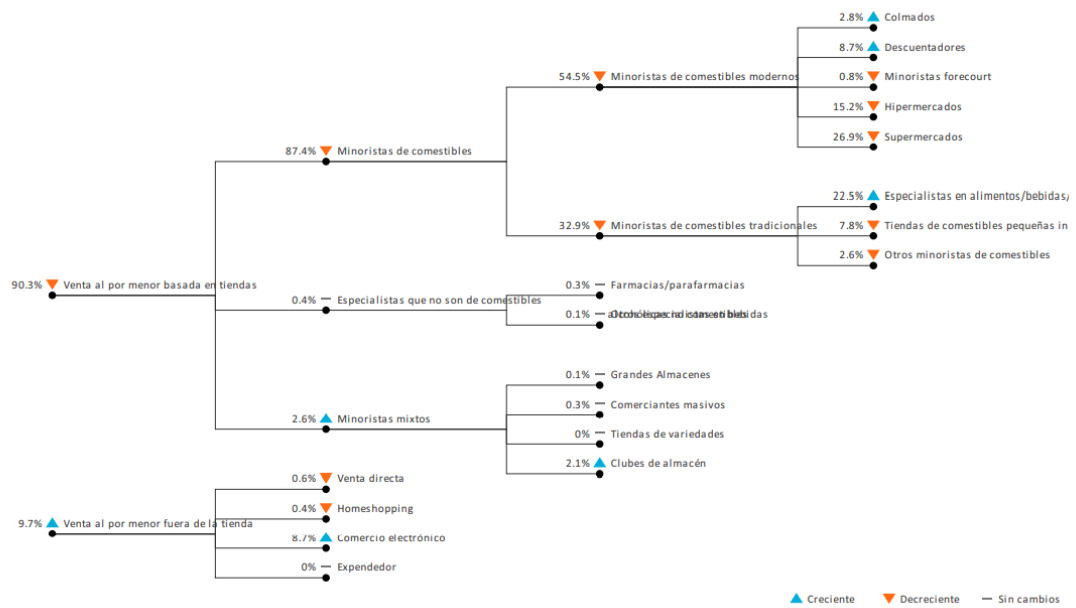 2.8% Colmados
8.7% Descuentadores
54.5% Minoristas de comestibles modernos
0.8% Minoristas forecourt
15.2% Hipermercados
26.9% Supermercados
87.4% Minoristas de comestibles
22.5% Especialistas en alimentos/bebidas/
32.9% Minoristas de comestibles tradicionales
7.8% Tiendas de comestibles pequeñas in
2.6% Otros minoristas de comestibles
90.3% Venta al por menor basada en tiendas
0.4% Especialistas que no son de comestibles
0.3% Farmacias/parafarmacias
0.1%
0.1% Grandes Almacenes
0.3% Comerciantes masivos
2.6% Minoristas mixtos
0% Tiendas de variedades
2.1% Clubes de almacén
0.6% Venta directa
0.4% Homeshopping
9.7% Venta al por menor fuera de la tienda
8.7% Comercio electrónico
0% Expendedor
Creciente Decreciente Sin cambios